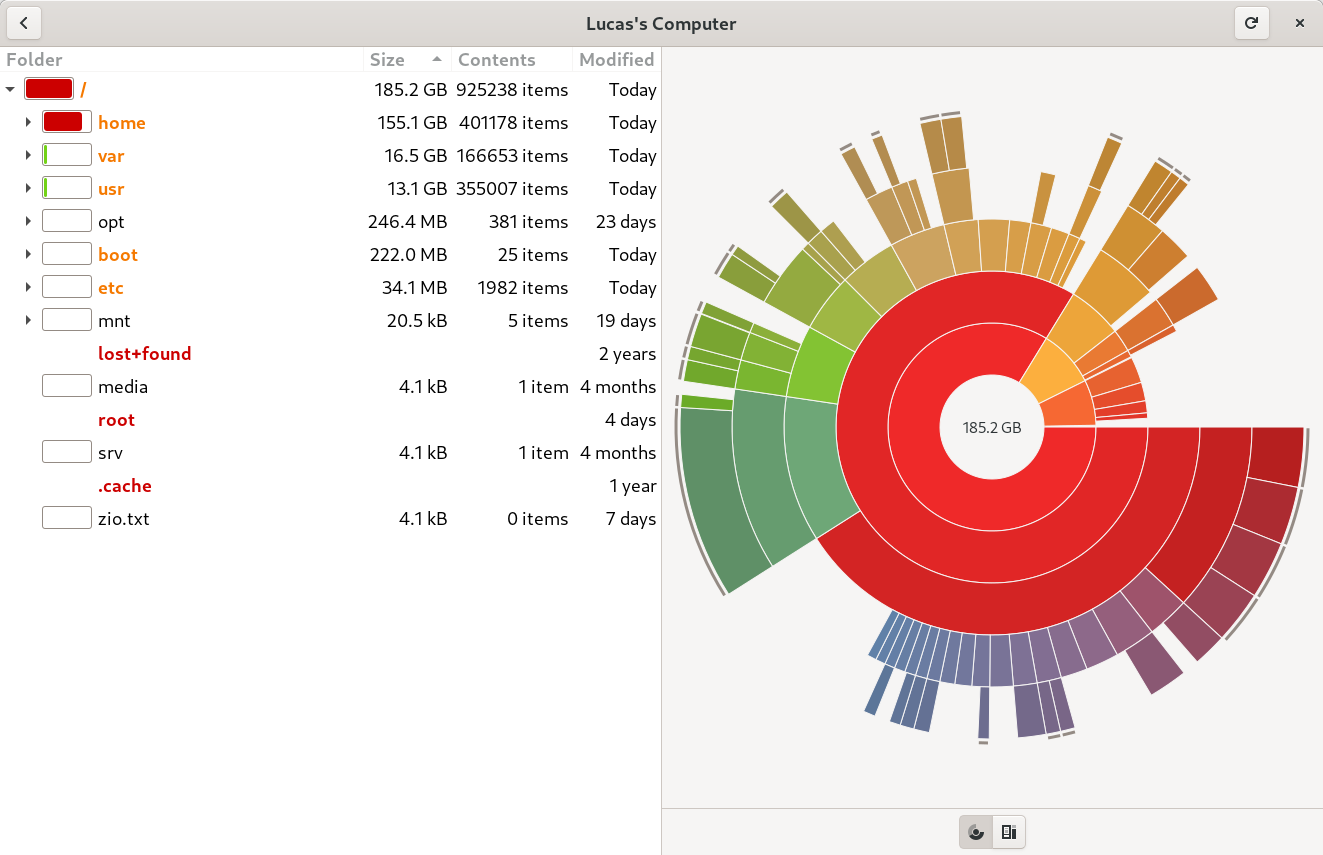 Lucas's Computer
Folder Size Contents Modified
/ 185.2 GB 925238 items Today
home 155.1 GB 401178 items Today
var 16.5 GB 166653 items Today
usr 13.1 GB 355007 items Today
opt 246.4 MB 381 items 23 days
boot 222.0 MB 25 items Today
etc 34.1 MB 1982 items Today
mnt 20.5 kB 5 items 19 days
lost+found 2 years
media 4.1 kB 1 item 4 months
root 4 days
srv 4.1 kB 1 item 4 months
.cache 1 year
zio.txt 4.1 kB 0 items 7 days
185.2 GB